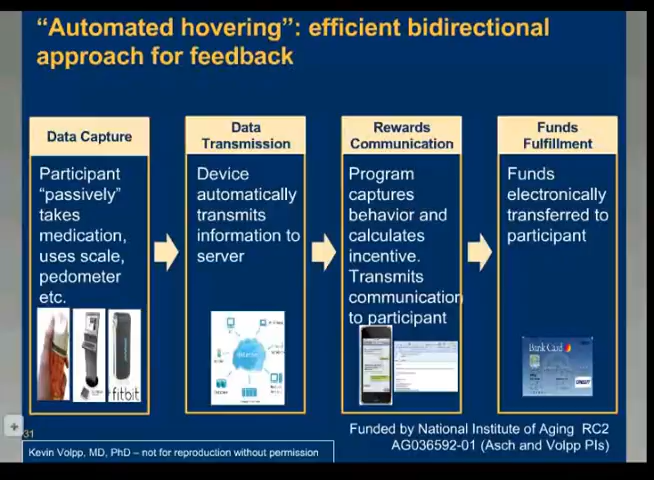 “Automated hovering”: efficient bidirectional
approach for feedback
Data Capture
Participant
“passively”
takes
medication,
uses scale,
pedometer
etc.
fitbit
Data
Transmission
Device
automatically
transmits
information to
server
Rewards
Communication
Program
captures
behavior and
calculates
incentive.
Transmits
communication
to participant
Funds
Fulfillment
Funds
electronically
transferred to
participant
Bank Card
Funded by National Institute of Aging RC2
AG036592-01 (Asch and Volpp PIs)
31
Kevin Volpp, MD, PhD – not for reproduction without permission